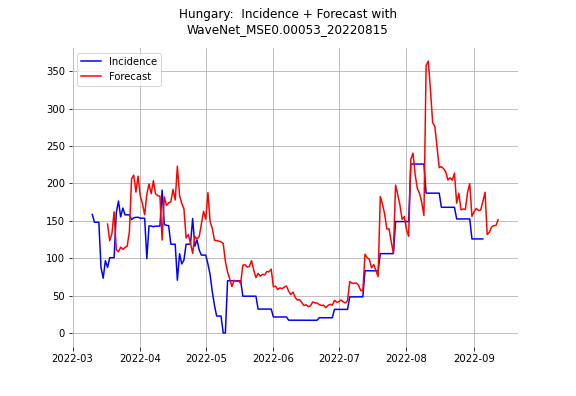 Hungary:  Incidence + Forecast with
WaveNet_MSE0.00053_20220815
Incidence
Forecast
350
300
250
200
150
100
50
0
2022-03 2022-04 2022-05 2022-06 2022-07 2022-08 2022-09